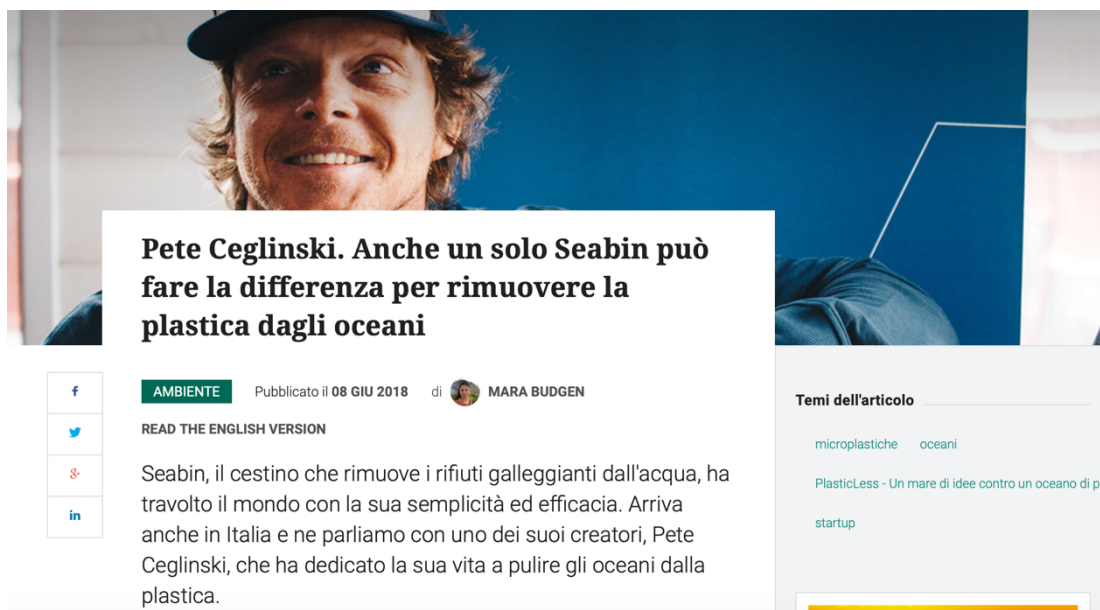 Pete Ceglinski. Anche un solo Seabin può
fare la differenza per rimuovere la
plastica dagli oceani
AMBIENTE Pubblicato il 08 GIU 2018 di MARA BUDGEN
READ THE ENGLISH VERSION
Seabin, il cestino che rimuove i rifiuti galleggianti dall'acqua, ha
travolto il mondo con la sua semplicità ed efficacia. Arriva
anche in Italia e ne parliamo con uno dei suoi creatori, Pete
Ceglinski, che ha dedicato la sua vita a pulire gli oceani dalla
plastica.
f
8+
in
Temi dell'articolo
microplastiche oceani
PlasticLess - Un mare di idee contro un oceano di p
startup